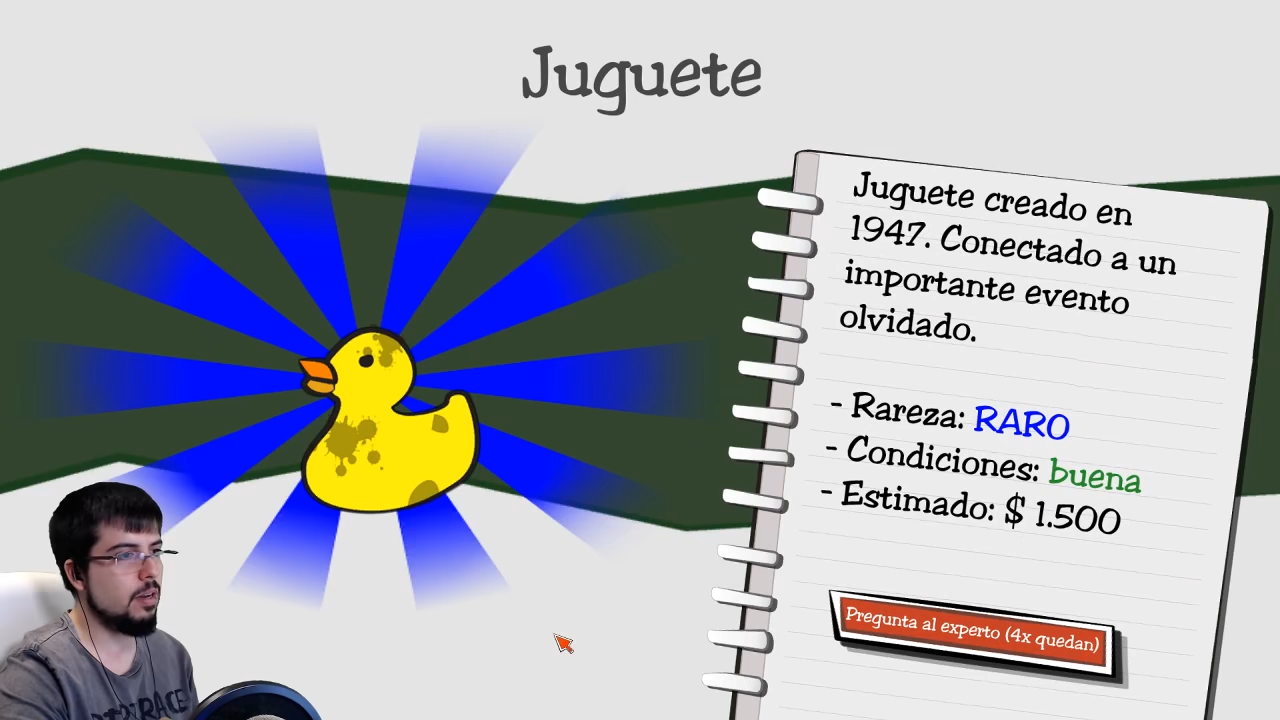 Juguete
Juguete creado en
1947. Conectado a un
importante evento
olvidado.
- Rareza: RARO
- Condiciones: buena
- Estimado: $ 1.500
Pregunta al experto (4x quedan)